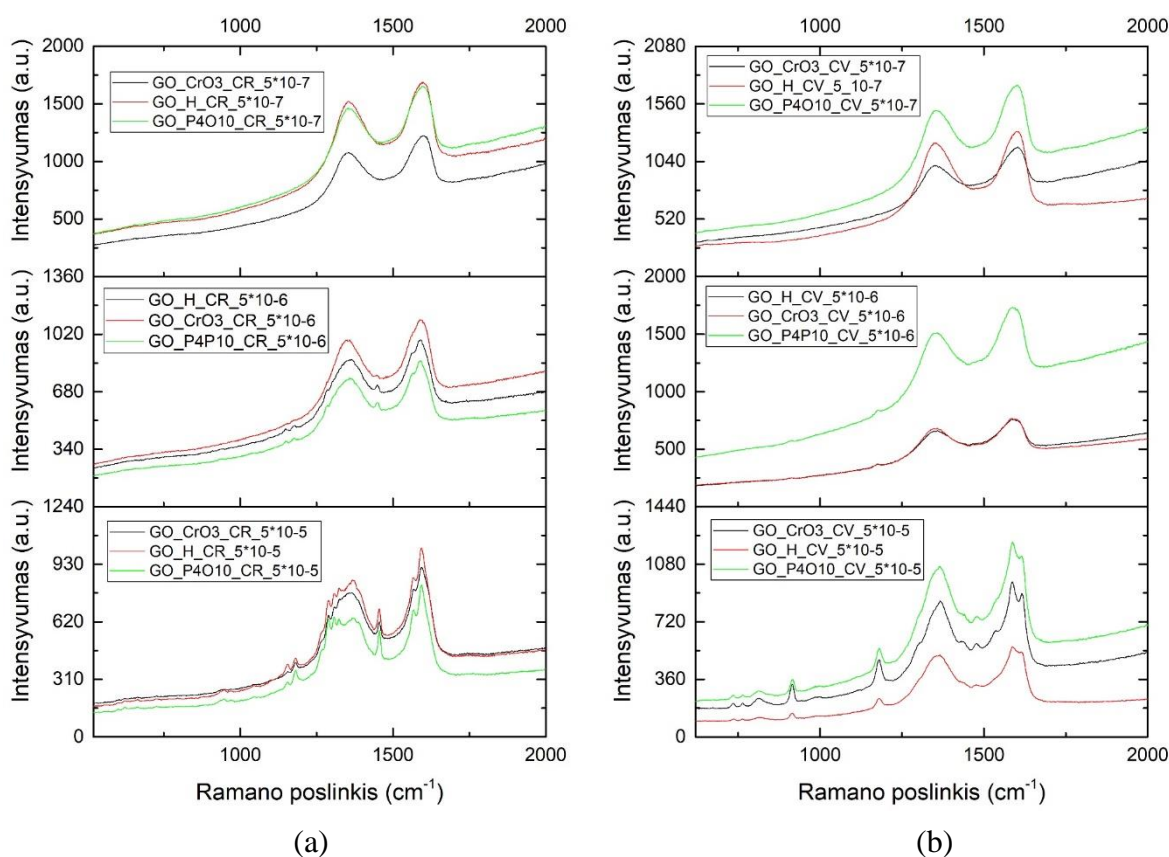 1000 1500 2000
2000
1500
1000
500
Intensyvumas (a.u.)
GO_CrO3_CR_5*10-7
GO_H_CR_5*10-7
GO_P4O10_CR_5*10-7
1360
1020
680
340
Intensyvumas (a.u.)
GO_H_CR_5*10-6
GO_CrO3_CR_5*10-6
GO_P4P10_CR_5*10-6
1240
930
620
310
0
Intensyvumas (a.u.)
GO_CrO3_CR_5*10-5
GO_H_CR_5*10-5
GO_P4O10_CR_5*10-5
1000 1500 2000
Ramano poslinkis (cm⁻¹)
(a)
1000 1500 2000
2080
1560
1040
520
Intensyvumas (a.u.)
GO_CrO3_CV_5*10-7
GO_H_CV_5_10-7
GO_P4O10_CV_5*10-7
2000
1500
1000
500
Intensyvumas (a.u.)
GO_H_CV_5*10-6
GO_CrO3_CV_5*10-6
GO_P4P10_CV_5*10-6
1440
1080
720
360
0
Intensyvumas (a.u.)
GO_CrO3_CV_5*10-5
GO_H_CV_5*10-5
GO_P4O10_CV_5*10-5
1000 1500 2000
Ramano poslinkis (cm⁻¹)
(b)